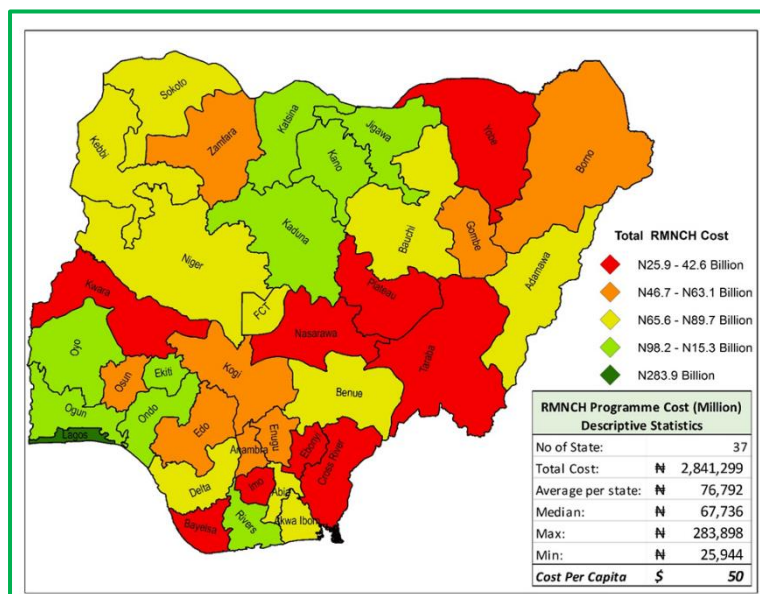 Sokoto
Katsina
Jigawa
Yobe
Zamfara
Kano
Borno
Kebbi
Kaduna
Bauchi
Gombe
Niger
Adamawa
Kwara
FCT
Plateau
Nasarawa
Taraba
Oyo
Kogi
Ekiti
Osun
Benue
Ogun
Ondo
Edo
Enugu
Anambra
Ebonyi
Lagos
Cross River
Delta
Imo
Abia
Bayelsa
Rivers
Akwa Ibom
Total RMNCH Cost
N25.9 - 42.6 Billion
N46.7 - N63.1 Billion
N65.6 - N89.7 Billion
N98.2 - N15.3 Billion
N283.9 Billion
RMNCH Programme Cost (Million)
Descriptive Statistics
No of State: 37
Total Cost: ₦ 2,841,299
Average per state: ₦ 76,792
Median: ₦ 67,736
Max: ₦ 283,898
Min: ₦ 25,944
Cost Per Capita $ 50